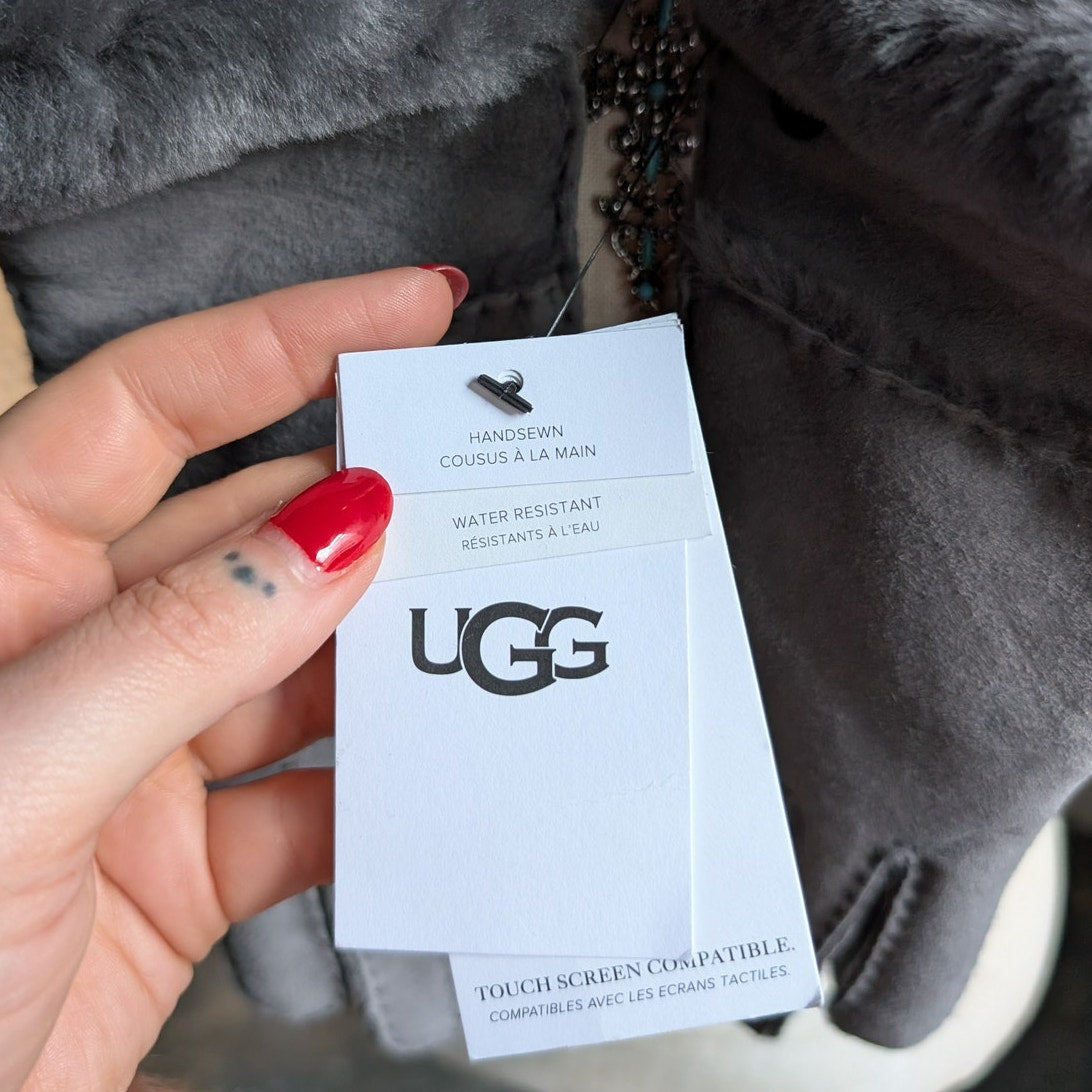 HANDSEWN
COUSUS À LA MAIN
WATER RESISTANT
RÉSISTANTS À L'EAU
UGG
TOUCH SCREEN COMPATIBLE.
COMPATIBLES AVEC LES ECRANS TACTILES.